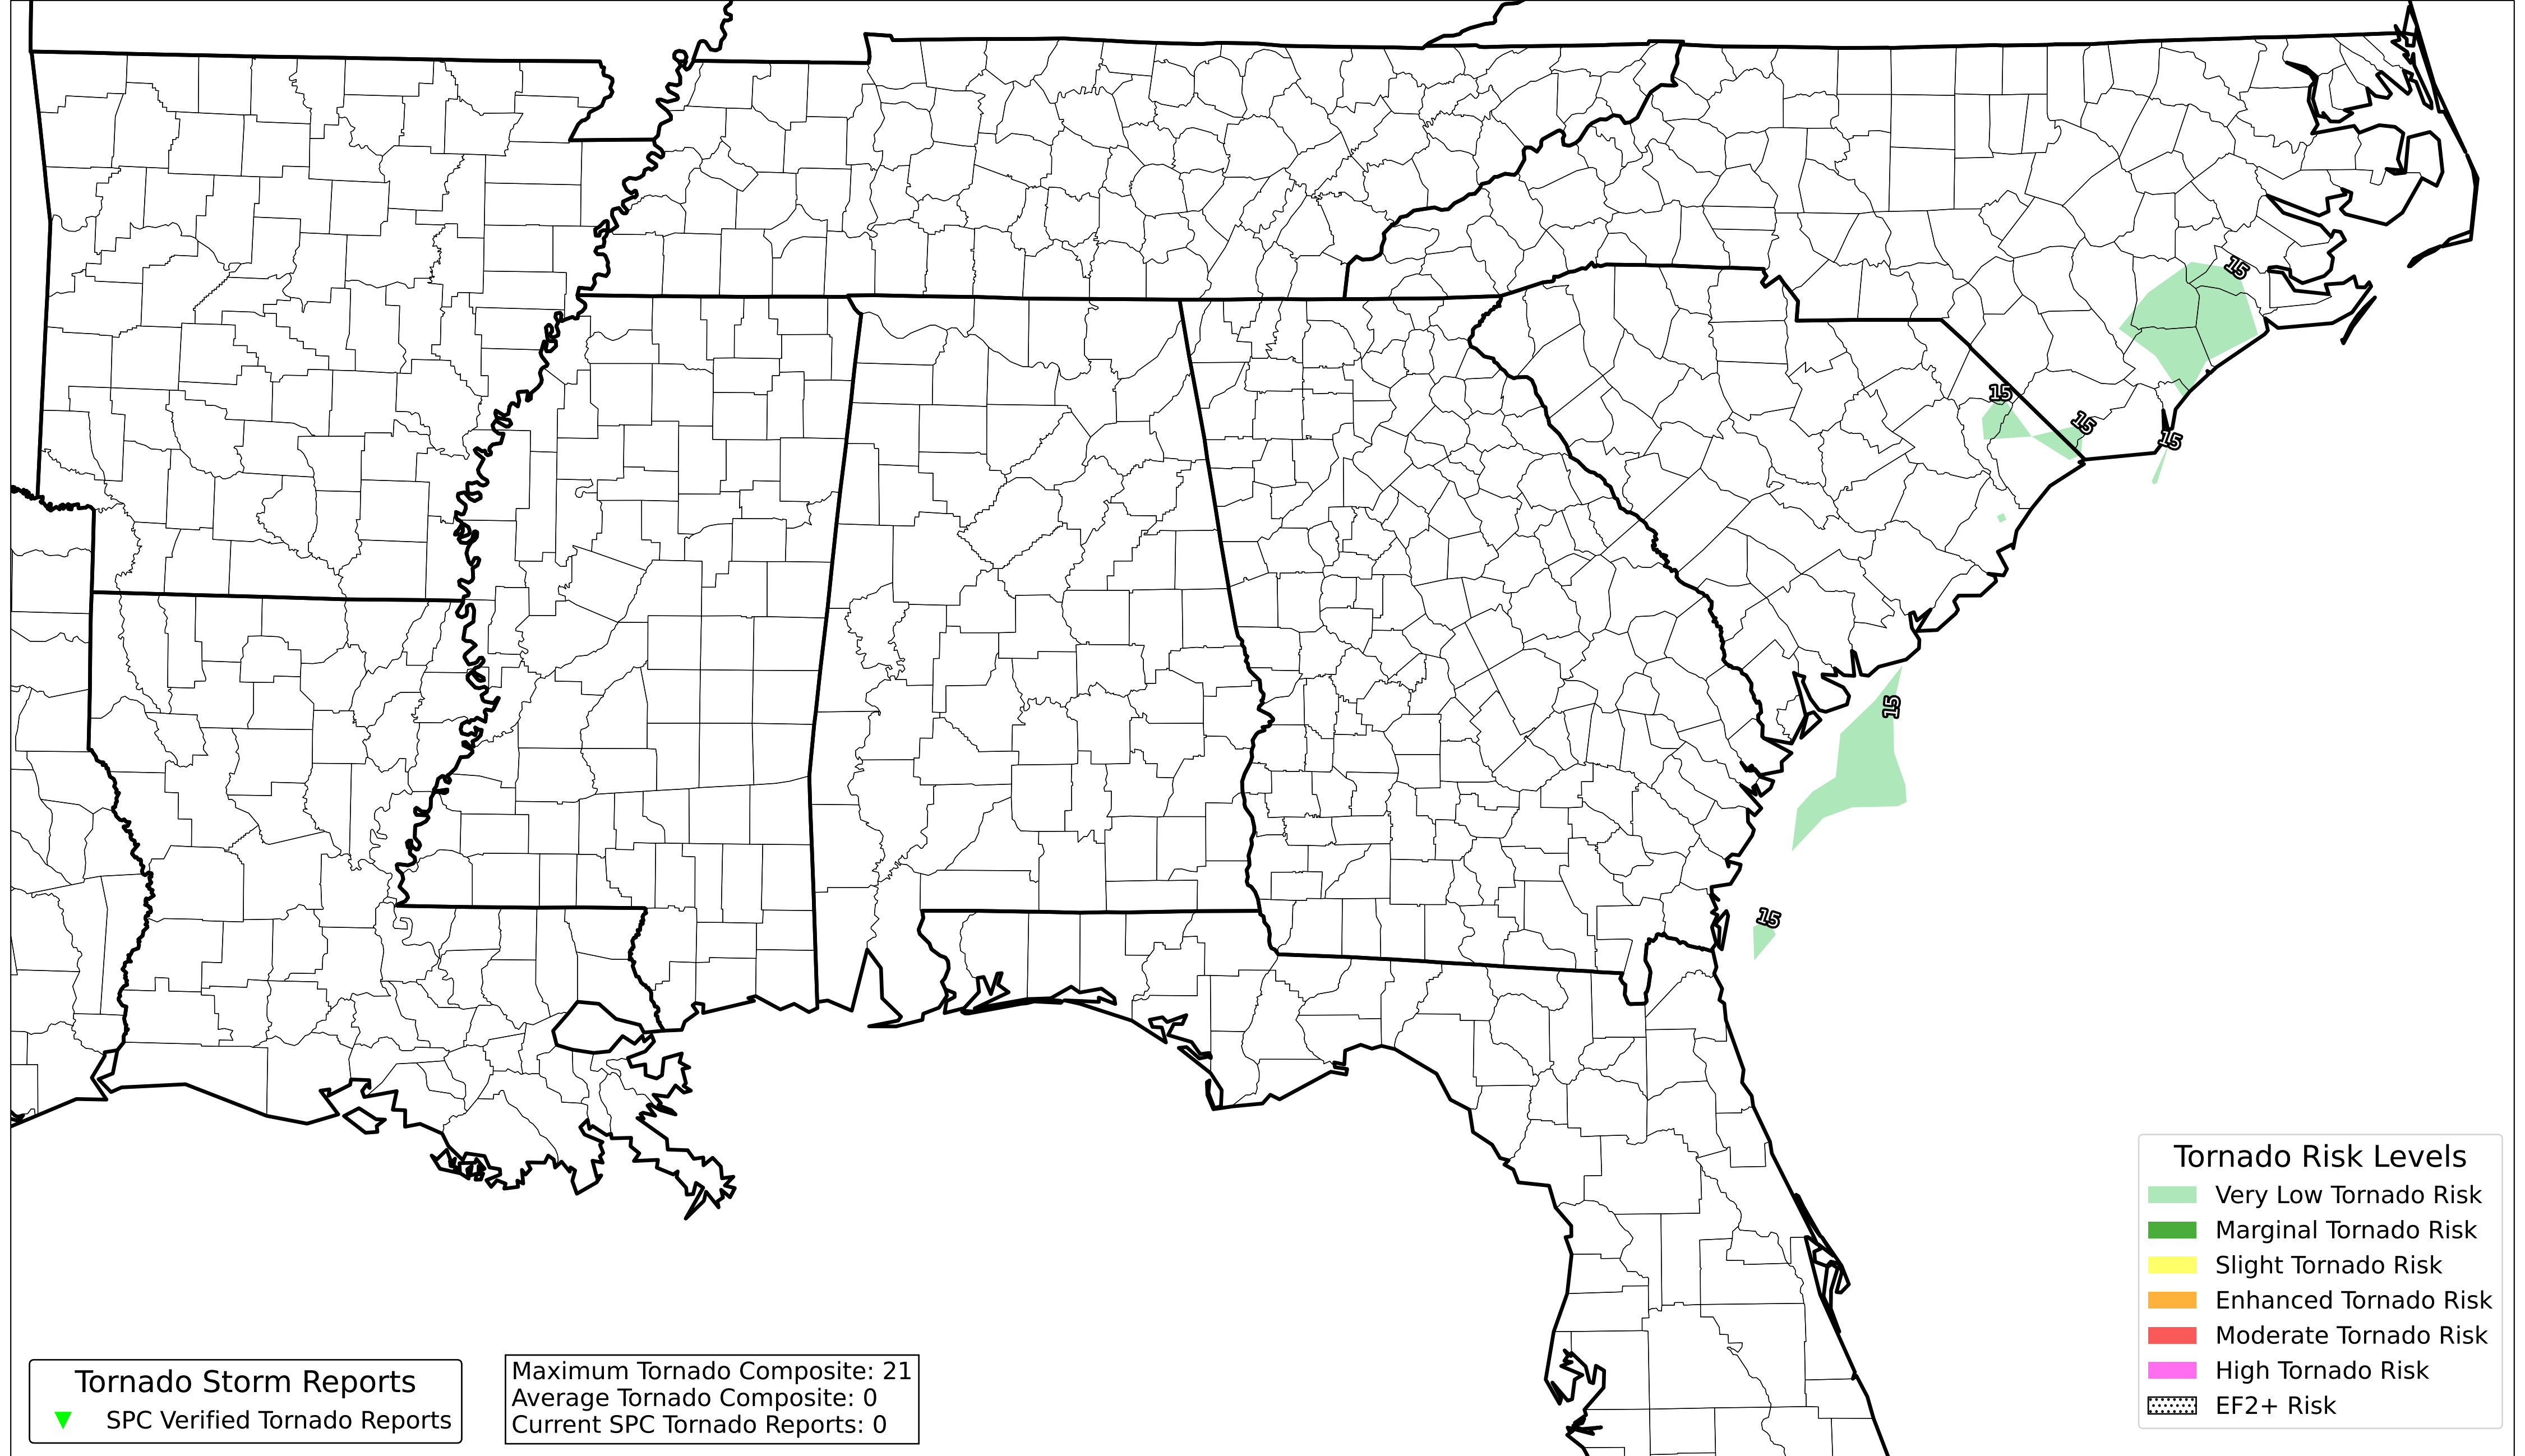 15
15
15
15
15
15
Tornado Risk Levels
Very Low Tornado Risk
Marginal Tornado Risk
Slight Tornado Risk
Enhanced Tornado Risk
Moderate Tornado Risk
High Tornado Risk
EF2+ Risk
Tornado Storm Reports
SPC Verified Tornado Reports
Maximum Tornado Composite: 21
Average Tornado Composite: 0
Current SPC Tornado Reports: 0